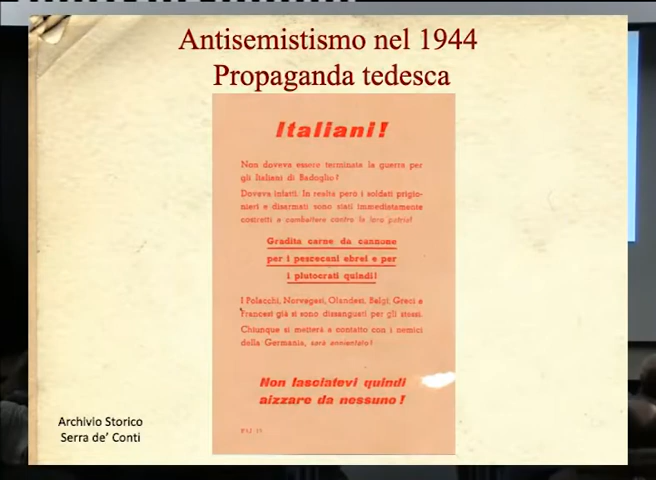 Antisemistismo nel 1944
Propaganda tedesca
Italiani!
Non doveva essere terminata la guerra per
gli Italiani di Badoglio?
Doveva infatti. In realtà però i soldati prigio-
nieri e disarmati sono stati immediatamente
costretti a combattere contro la loro patria!
Gradita carne da cannone
per i pescecani ebrei e per
i plutocrati quindi!
I Polacchi, Norvegesi, Olandesi, Belgi, Greci e
Francesi già si sono dissanguati per gli stessi.
Chiunque si metterà a contatto con i nemici
della Germania, sarà annientato!
Non lasciatevi quindi
aizzare da nessuno!
Archivio Storico
Serra de' Conti